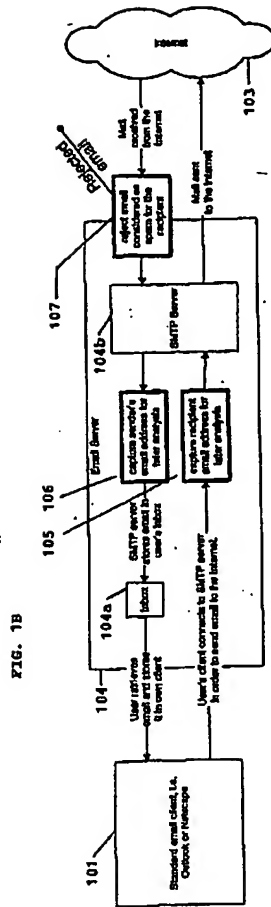 FIG. 1B
101
Standard email client, i.e.,
Outlook or Netscape
104
Email Server
User retrieves
email and stores
it in own client
104a
Inbox
SMTP server
stores email in
user's inbox
106
capture sender's
email address for
later analysis
105
capture recipient
email address for
later analysis
User's client connects to SMTP server
in order to send email to the Internet
104b
SMTP Server
107
reject email
considered as
spam for the
recipient
Rejected
email
Mail
received
from the
Internet
Mail sent
to the Internet
Internet
103